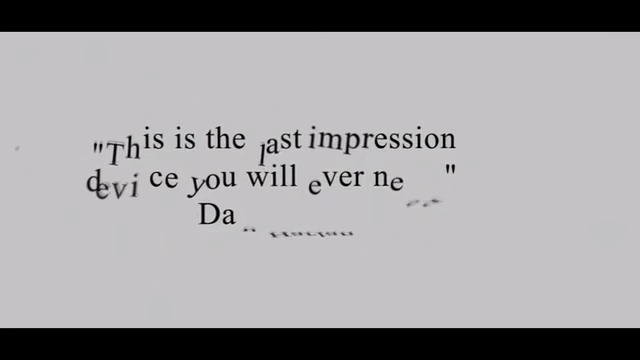 "This is the last impression
device you will ever ne    "
Da